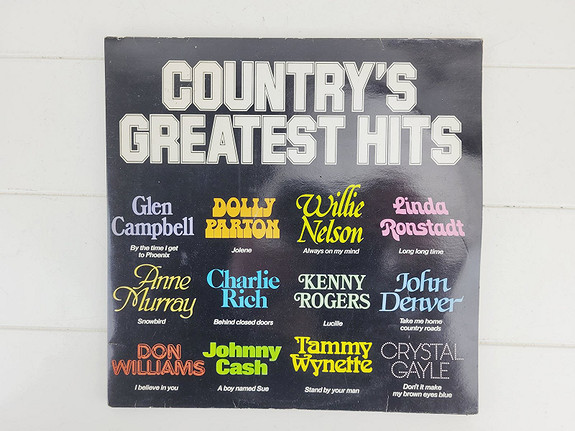 COUNTRY'S
GREATEST HITS
Glen
Campbell
By the time I get
to Phoenix
DOLLY
PARTON
Jolene
Willie
Nelson
Always on my mind
Linda
Ronstadt
Long long time
Anne
Murray
Snowbird
Charlie
Rich
Behind closed doors
KENNY
ROGERS
Lucille
John
Denver
Take me home
country roads
DON
WILLIAMS
I believe in you
Johnny
Cash
A boy named Sue
Tammy
Wynette
Stand by your man
CRYSTAL
GAYLE
Don't it make
my brown eyes blue